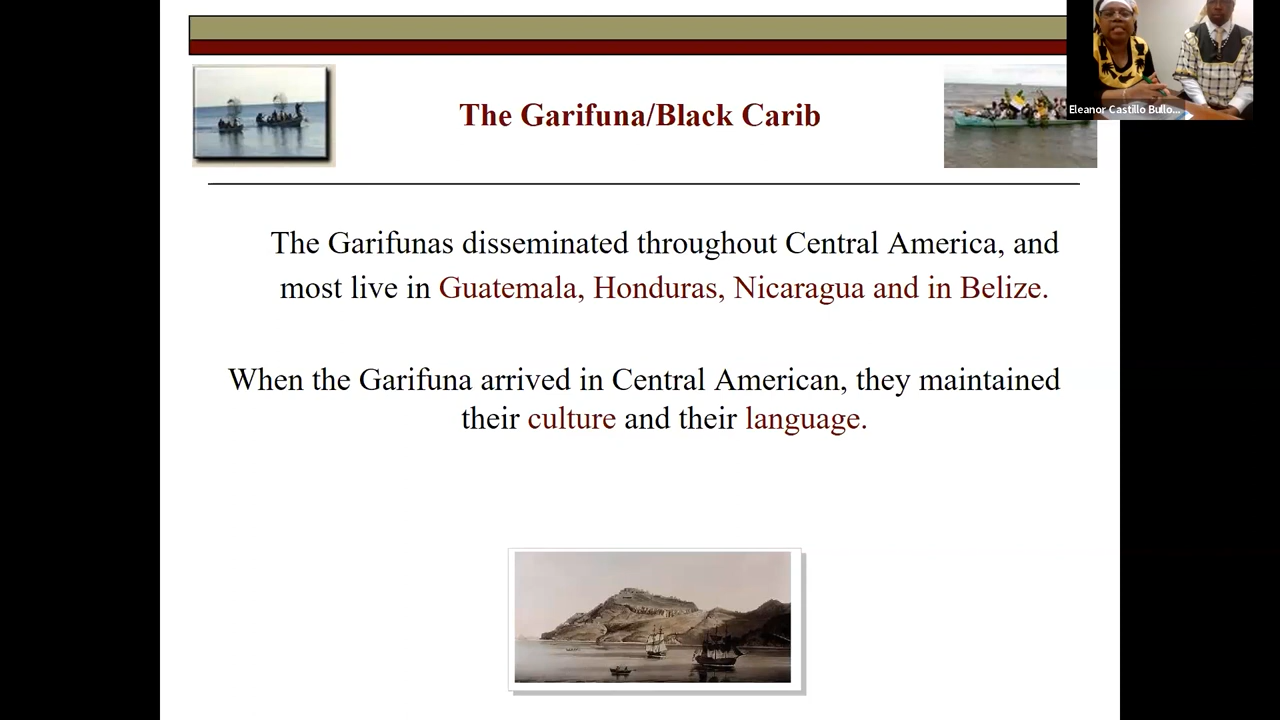 Eleanor Castillo Bullo...
The Garifuna/Black Carib
The Garifunas disseminated throughout Central America, and
most live in Guatemala, Honduras, Nicaragua and in Belize.
When the Garifuna arrived in Central American, they maintained
their culture and their language.